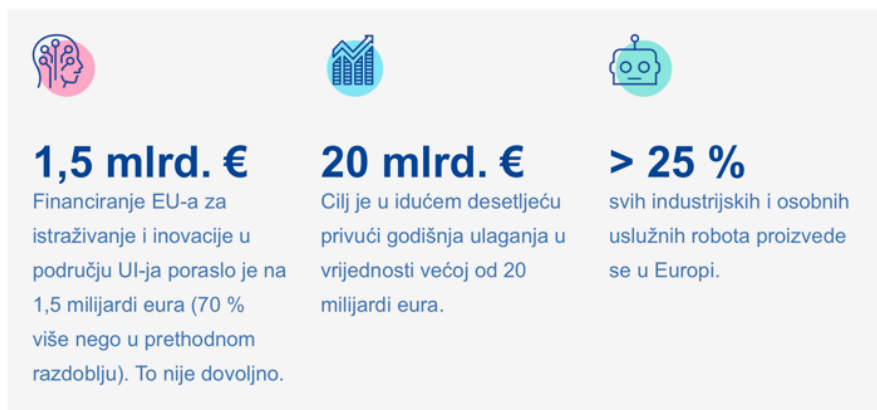 1,5 mlrd. €
Financiranje EU-a za
istraživanje i inovacije u
području UI-ja poraslo je na
1,5 milijardi eura (70 %
više nego u prethodnom
razdoblju). To nije dovoljno.
20 mlrd. €
Cilj je u idućem desetljeću
privući godišnja ulaganja u
vrijednosti većoj od 20
milijardi eura.
> 25 %
svih industrijskih i osobnih
uslužnih robota proizvede
se u Europi.